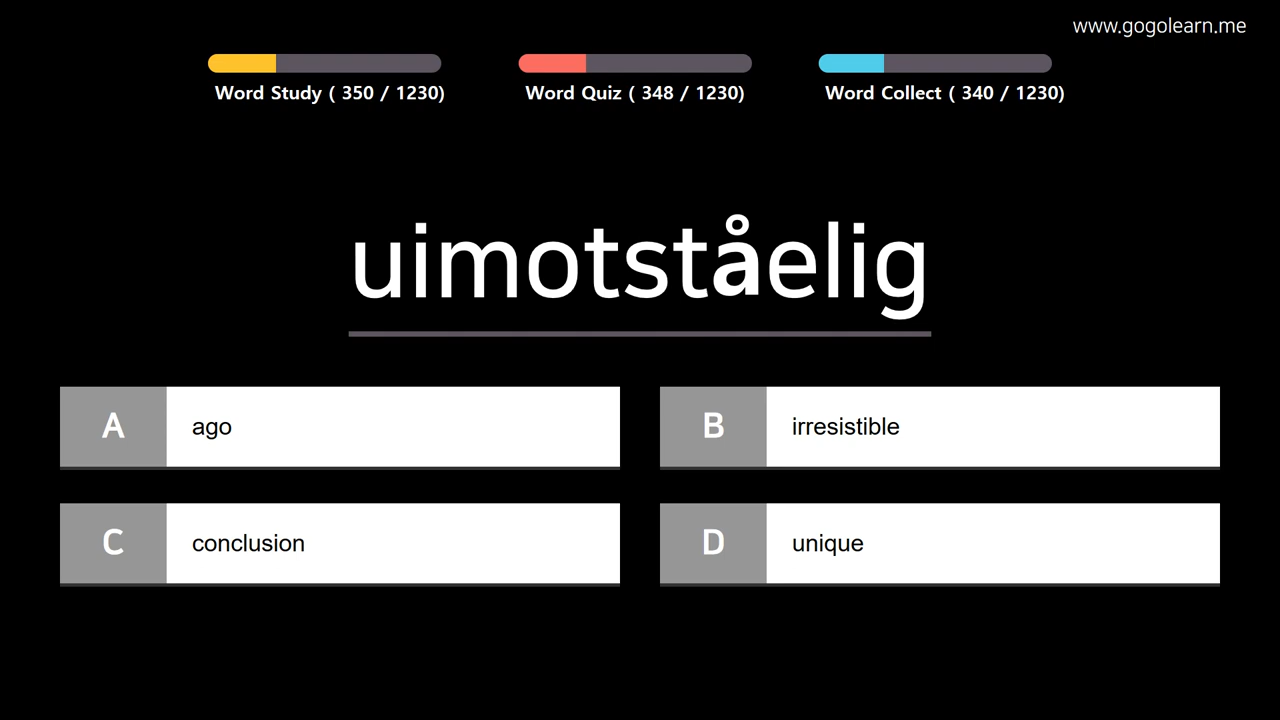 www.gogolearn.me
Word Study ( 350 / 1230)
Word Quiz ( 348 / 1230)
Word Collect ( 340 / 1230)
uimotståelig
A ago
B irresistible
C conclusion
D unique